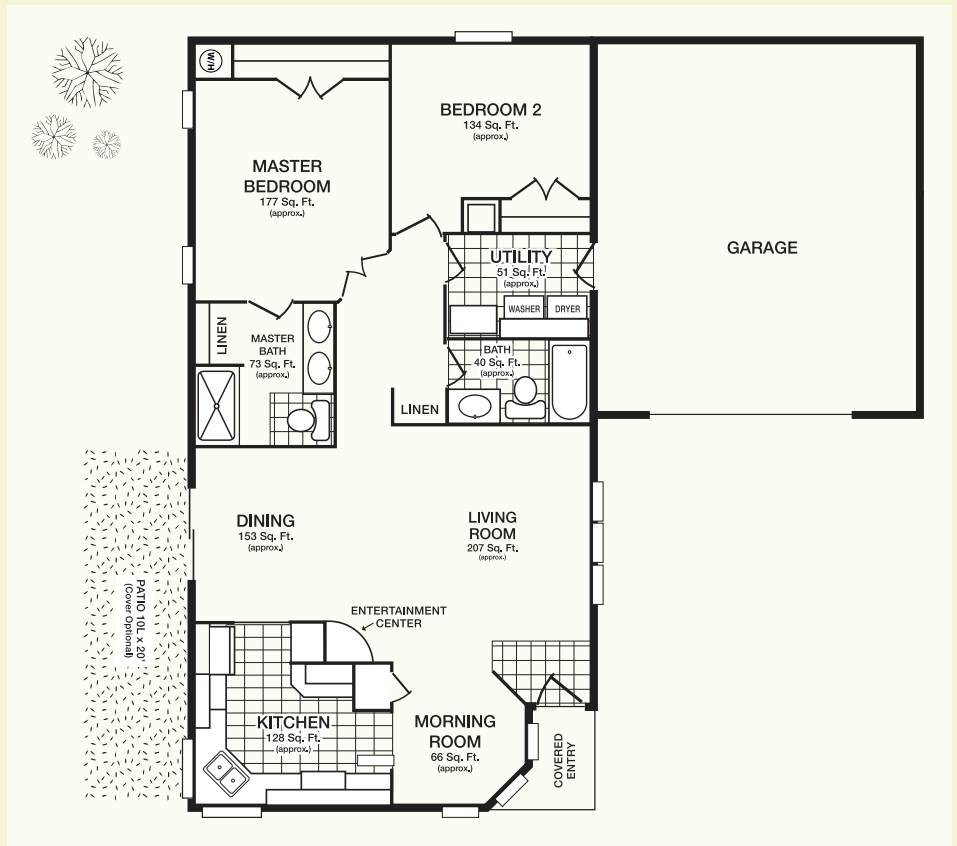 W/H
BEDROOM 2
134 Sq. Ft.
(approx.)
MASTER
BEDROOM
177 Sq. Ft.
(approx.)
GARAGE
UTILITY
51 Sq. Ft.
(approx.)
WASHER
DRYER
LINEN
MASTER
BATH
73 Sq. Ft.
(approx.)
BATH
40 Sq. Ft.
(approx.)
LINEN
DINING
153 Sq. Ft.
(approx.)
LIVING
ROOM
207 Sq. Ft.
(approx.)
PATIO 10L x 20'
(Cover Optional)
ENTERTAINMENT
CENTER
KITCHEN
128 Sq. Ft.
(approx.)
MORNING
ROOM
66 Sq. Ft.
(approx.)
COVERED
ENTRY